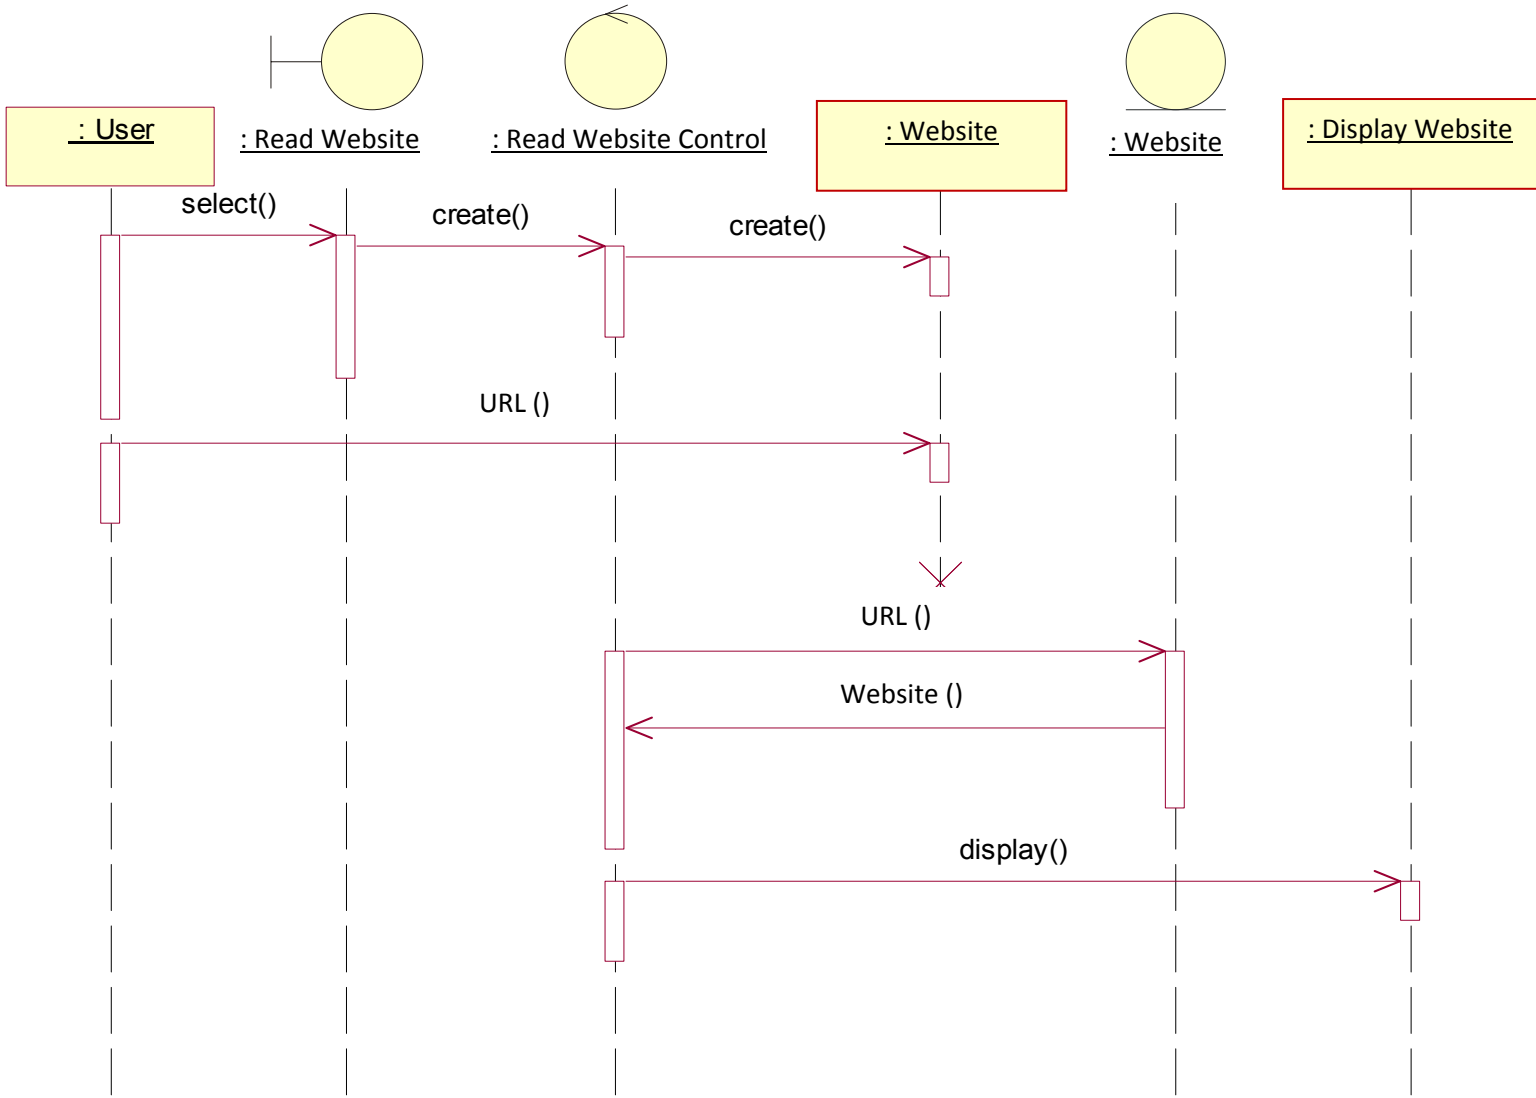 : User
: Read Website
: Read Website Control
: Website
: Website
: Display Website
select()
create()
create()
URL ()
URL ()
Website ()
display()